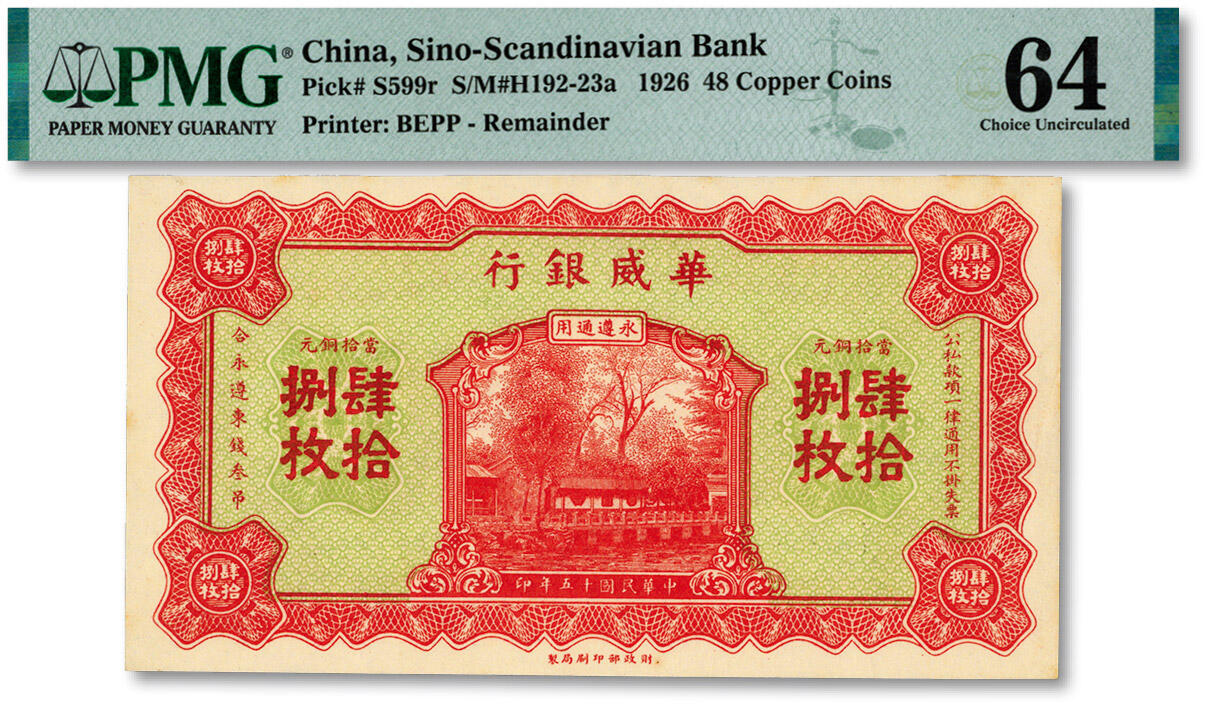 PMG®
PAPER MONEY GUARANTY
China, Sino-Scandinavian Bank
Pick# S599r S/M#H192-23a 1926 48 Copper Coins
Printer: BEPP - Remainder
64
Choice Uncirculated
肆拾
捌枚
肆拾
捌枚
華威銀行
永遵通用
公私款項一律通用不掛失票
當拾銅元
肆拾
捌枚
當拾銅元
肆拾
捌枚
合永遵東錢叁吊
中華民國十五年印
肆拾
捌枚
肆拾
捌枚
財政部印刷局製.